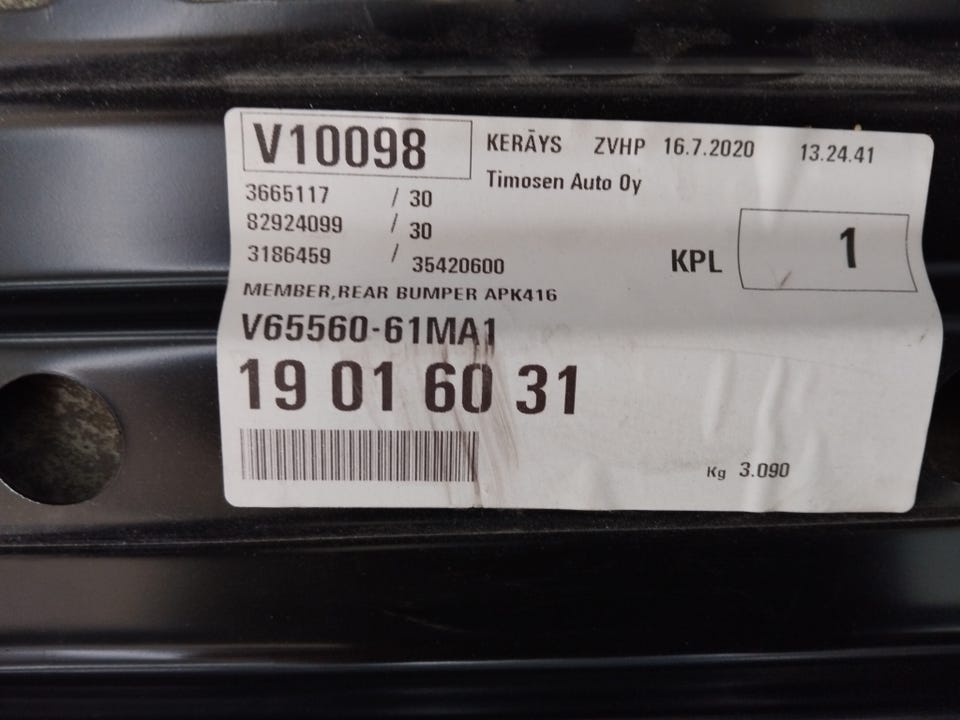 V10098 KERÄYS ZVHP 16.7.2020 13.24.41
Timosen Auto Oy
3665117 / 30
82924099 / 30
3186459 / 35420600
KPL 1
MEMBER,REAR BUMPER APK416
V65560-61MA1
19 01 60 31
Kg 3.090